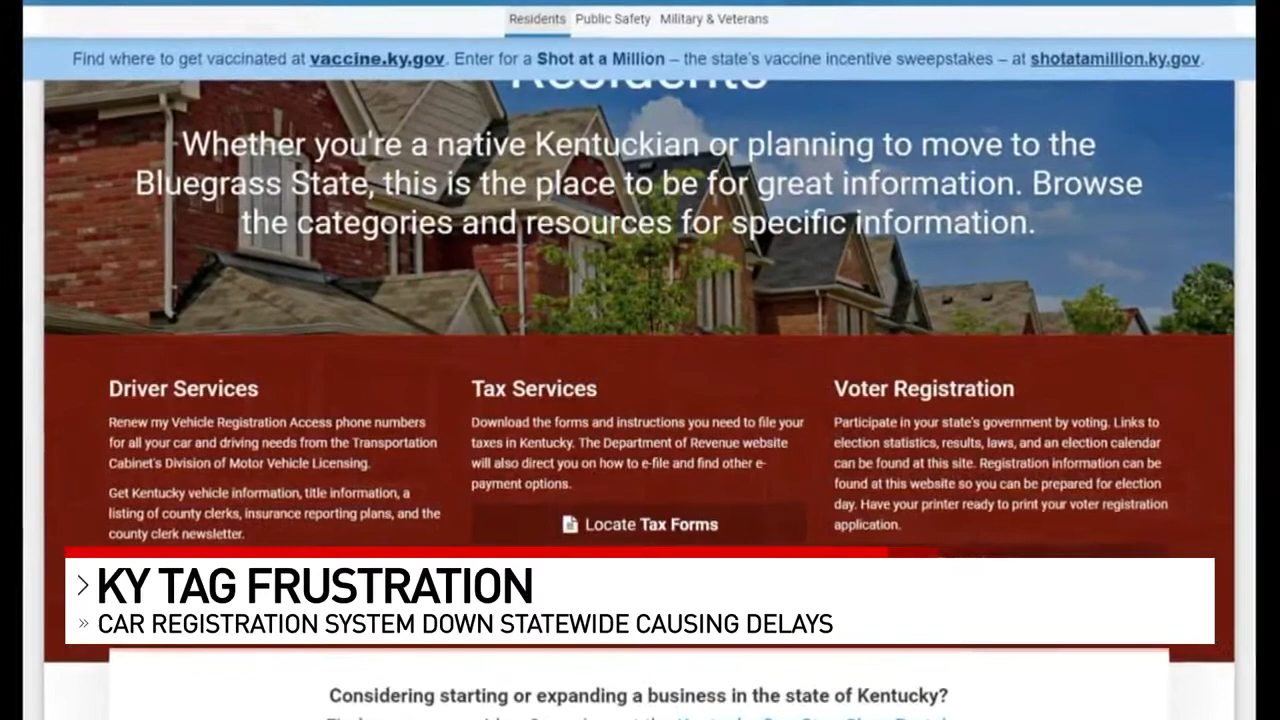 Residents Public Safety Military & Veterans
Find where to get vaccinated at vaccine.ky.gov. Enter for a Shot at a Million – the state's vaccine incentive sweepstakes – at shotatamillion.ky.gov.
Residents
Whether you're a native Kentuckian or planning to move to the
Bluegrass State, this is the place to be for great information. Browse
the categories and resources for specific information.
Driver Services
Renew my Vehicle Registration Access phone numbers
for all your car and driving needs from the Transportation
Cabinet's Division of Motor Vehicle Licensing.
Get Kentucky vehicle information, title information, a
listing of county clerks, insurance reporting plans, and the
county clerk newsletter.
Tax Services
Download the forms and instructions you need to file your
taxes in Kentucky. The Department of Revenue website
will also direct you on how to e-file and find other e-
payment options.
Locate Tax Forms
Voter Registration
Participate in your state's government by voting. Links to
election statistics, results, laws, and an election calendar
can be found at this site. Registration information can be
found at this website so you can be prepared for election
day. Have your printer ready to print your voter registration
application.
> KY TAG FRUSTRATION
» CAR REGISTRATION SYSTEM DOWN STATEWIDE CAUSING DELAYS
Considering starting or expanding a business in the state of Kentucky?